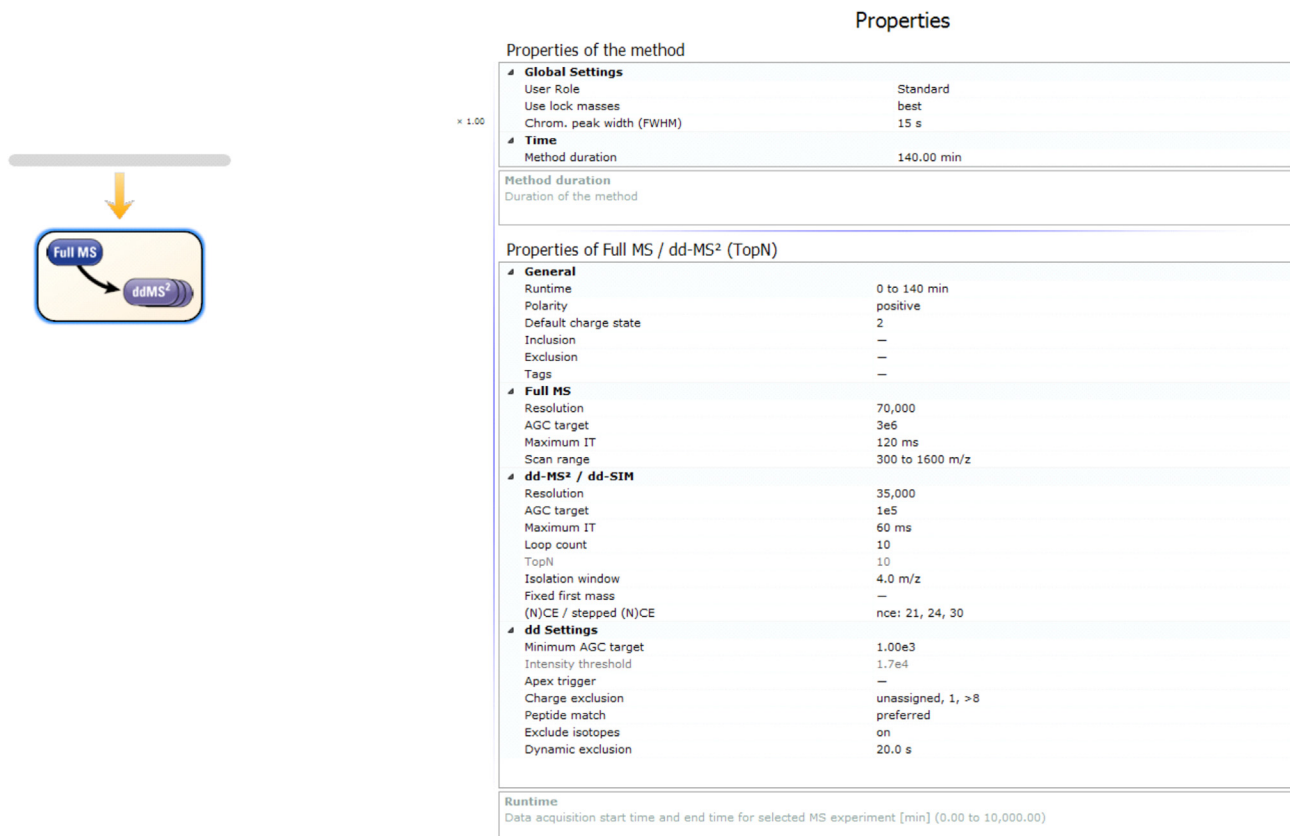 Properties
Properties of the method
Global Settings
User Role Standard
Use lock masses best
× 1.00
Chrom. peak width (FWHM) 15 s
Time
Method duration 140.00 min
Method duration
Duration of the method
Full MS
ddMS²
Properties of Full MS / dd-MS² (TopN)
General
Runtime 0 to 140 min
Polarity positive
Default charge state 2
Inclusion —
Exclusion —
Tags —
Full MS
Resolution 70,000
AGC target 3e6
Maximum IT 120 ms
Scan range 300 to 1600 m/z
dd-MS² / dd-SIM
Resolution 35,000
AGC target 1e5
Maximum IT 60 ms
Loop count 10
TopN 10
Isolation window 4.0 m/z
Fixed first mass —
(N)CE / stepped (N)CE nce: 21, 24, 30
dd Settings
Minimum AGC target 1.00e3
Intensity threshold 1.7e4
Apex trigger —
Charge exclusion unassigned, 1, >8
Peptide match preferred
Exclude isotopes on
Dynamic exclusion 20.0 s
Runtime
Data acquisition start time and end time for selected MS experiment [min] (0.00 to 10,000.00)